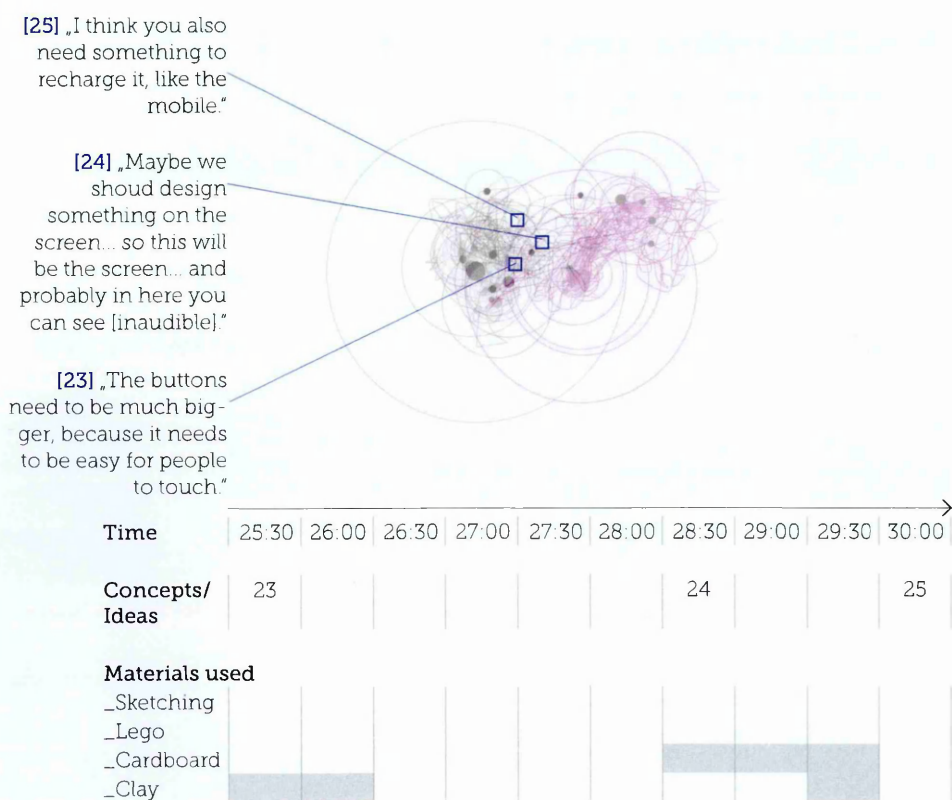 [25] „I think you also
need something to
recharge it, like the
mobile."
[24] „Maybe we
shoud design
something on the
screen... so this will
be the screen... and
probably in here you
can see [inaudible]."
[23] „The buttons
need to be much big-
ger, because it needs
to be easy for people
to touch."
Time 25:30 26:00 26:30 27:00 27:30 28:00 28:30 29:00 29:30 30:00
Concepts/ 23 24 25
Ideas
Materials used
_Sketching
_Lego
_Cardboard
_Clay